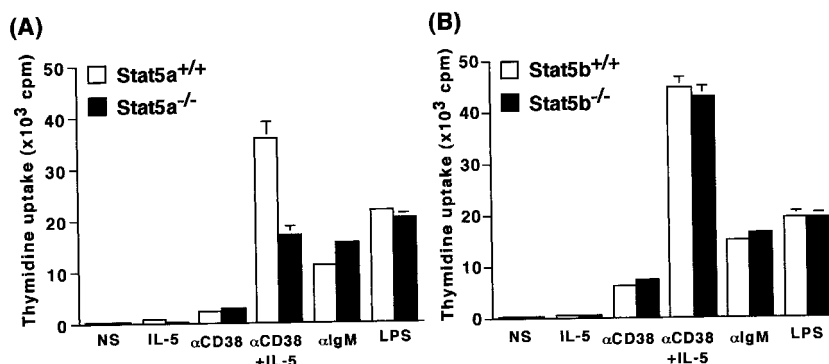 (A)
Stat5a+/+
Stat5a-/-
Thymidine uptake (x10³ cpm)
50
40
30
20
10
0
NS IL-5 αCD38 αCD38 αIgM LPS
+IL-5
(B)
Stat5b+/+
Stat5b-/-
Thymidine uptake (x10³ cpm)
50
40
30
20
10
0
NS IL-5 αCD38 αCD38 αIgM LPS
+IL-5